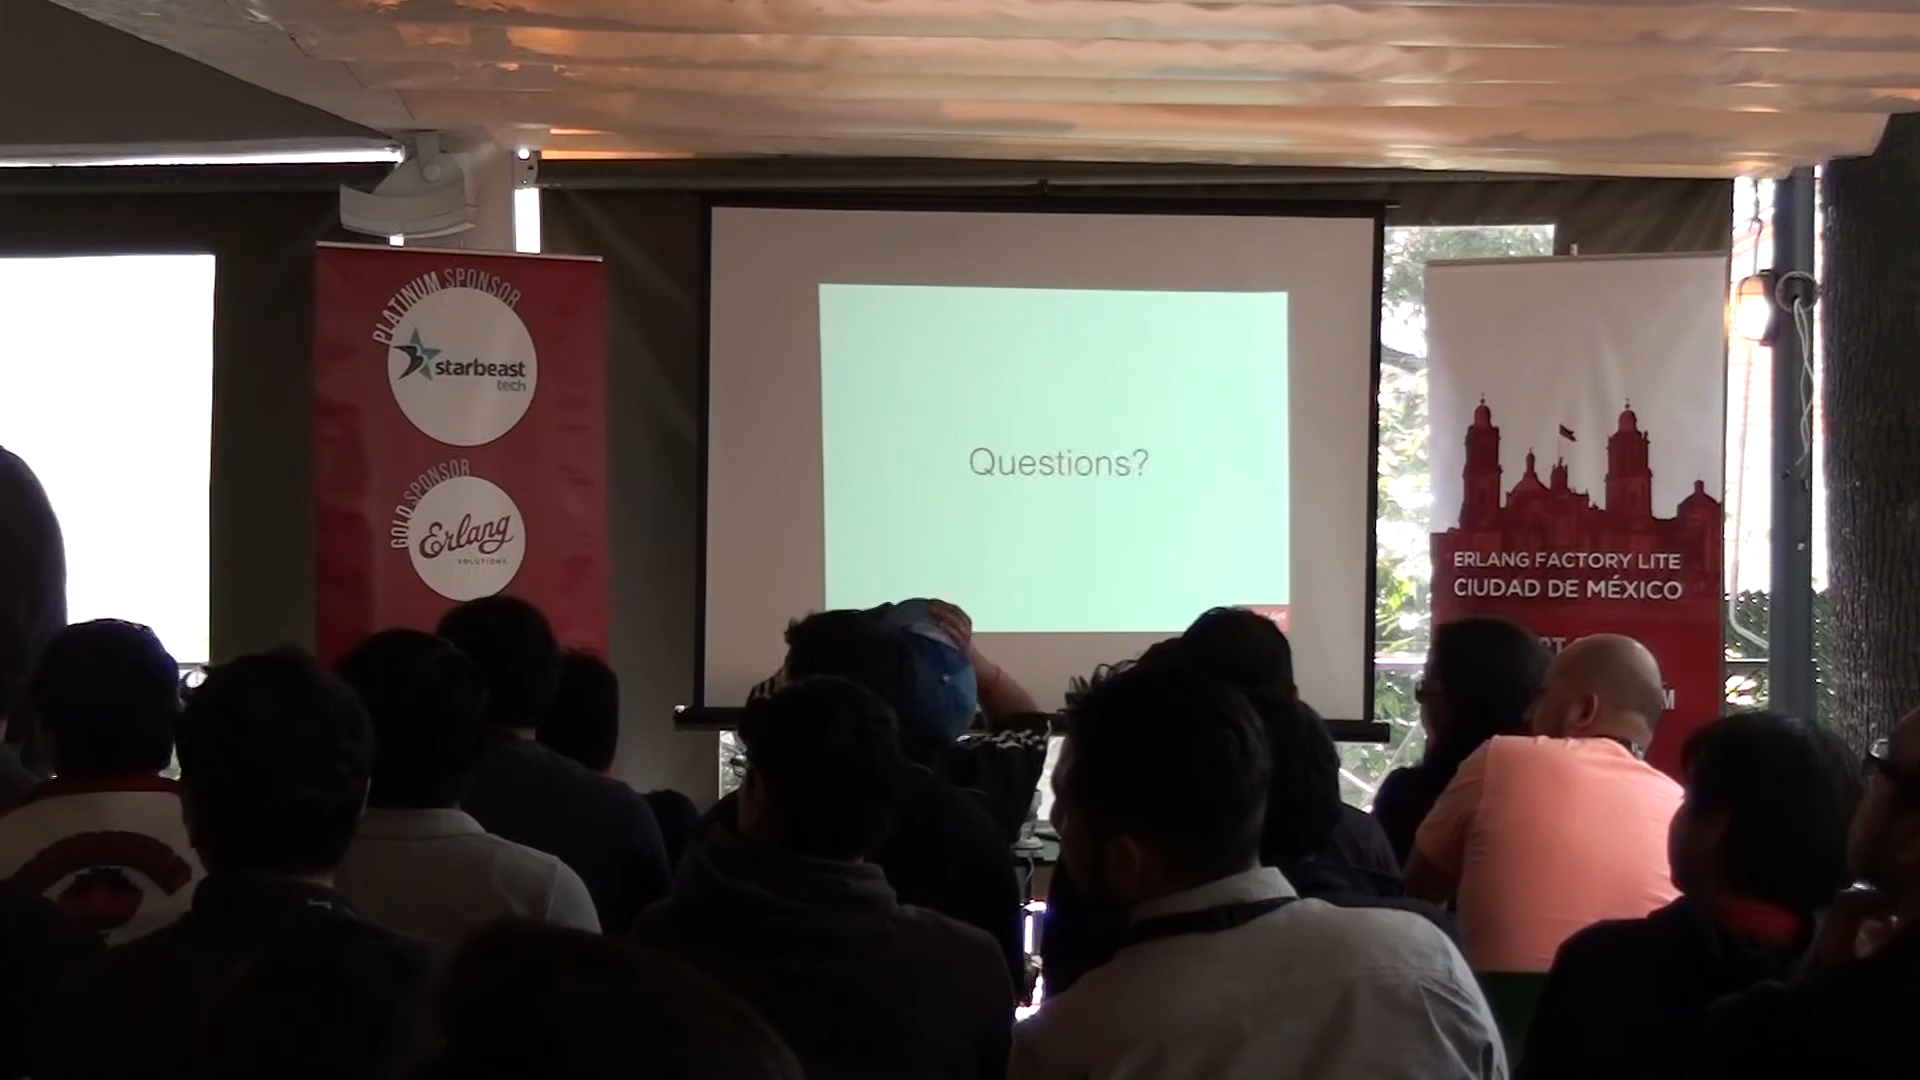 PLATINUM SPONSOR
starbeast
tech
GOLD SPONSOR
Erlang
SOLUTIONS
Questions?
ERLANG FACTORY LITE
CIUDAD DE MÉXICO